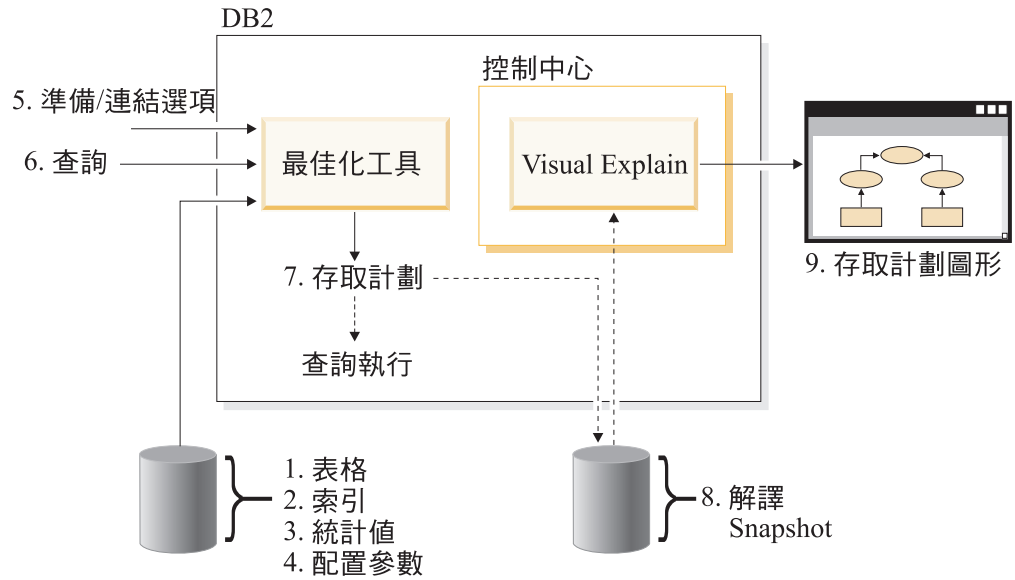 DB2
控制中心
5. 準備/連結選項
6. 查詢
最佳化工具
Visual Explain
7. 存取計劃
查詢執行
9. 存取計劃圖形
1. 表格
2. 索引
3. 統計值
4. 配置參數
8. 解譯
Snapshot